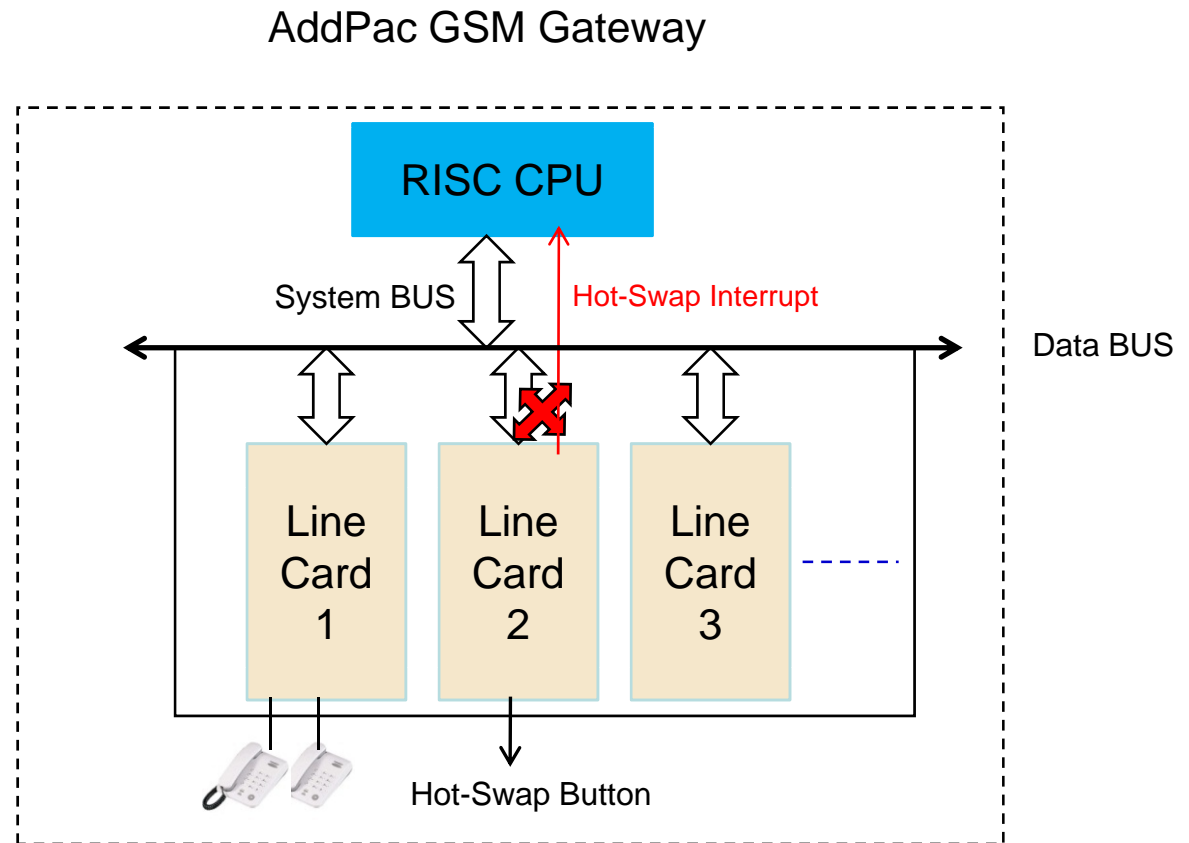 AddPac GSM Gateway
RISC CPU
System BUS
Hot-Swap Interrupt
Data BUS
Line
Card
1
Line
Card
2
Line
Card
3
Hot-Swap Button